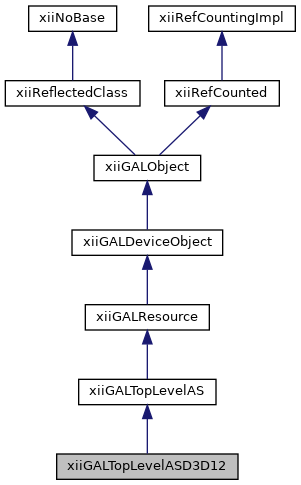 xiiNoBase
xiiRefCountingImpl
xiiReflectedClass
xiiRefCounted
xiiGALObject
xiiGALDeviceObject
xiiGALResource
xiiGALTopLevelAS
xiiGALTopLevelASD3D12